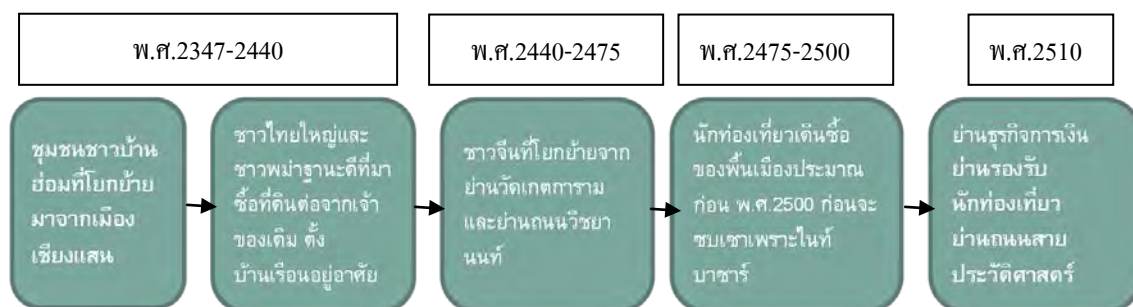 พ.ศ.2347-2440
พ.ศ.2440-2475
พ.ศ.2475-2500
พ.ศ.2510
ชุมชนชาวบ้าน
ฮ่อมที่โยกย้าย
มาจากเมือง
เชียงแสน
ชาวไทยใหญ่และ
ชาวพม่าฐานะดีที่มา
ซื้อที่ดินต่อจากเจ้า
ของเดิม ตั้ง
บ้านเรือนอยู่อาศัย
ชาวจีนที่โยกย้ายจาก
ย่านวัดเกตการาม
และย่านถนนวิชยา
นนท์
นักท่องเที่ยวเดินซื้อ
ของพื้นเมืองประมาณ
ก่อน พ.ศ.2500 ก่อนจะ
ซบเซาเพราะไนท์
บาซาร์
ย่านธุรกิจการเงิน
ย่านรองรับ
นักท่องเที่ยา
ย่านถนนสาย
ประวัติศาสตร์